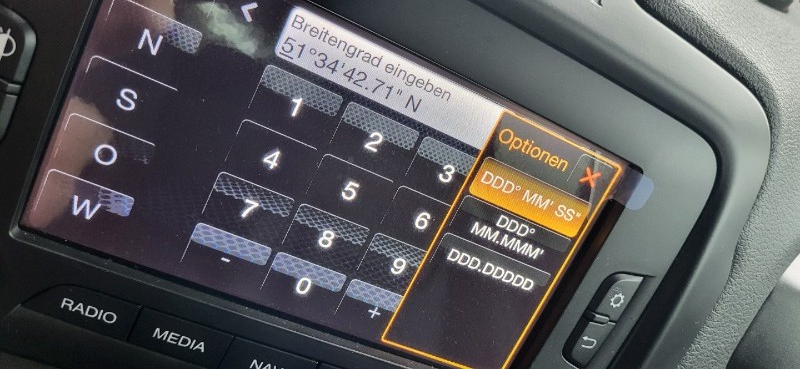 Breitengrad eingeben
51°34'42.71" N
N
S
O
W
1
2
3
4
5
6
7
8
9
-
0
+
Optionen
DDD° MM' SS"
DDD°
MM.MMM'
DDD.DDDDD
RADIO
MEDIA